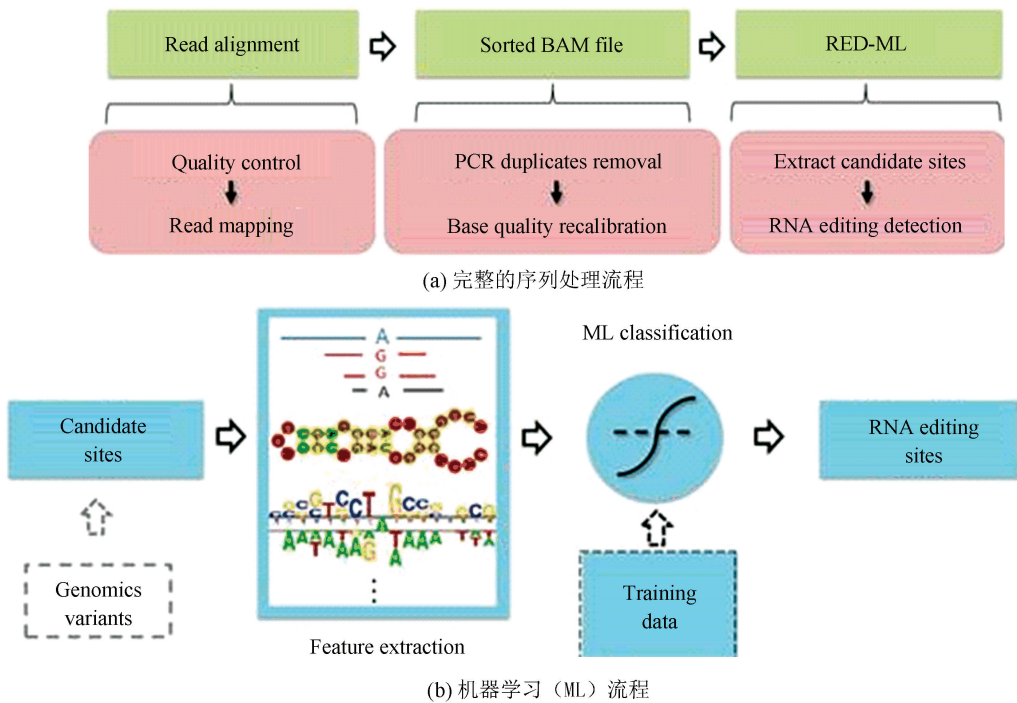 Read alignment
Sorted BAM file
RED-ML
Quality control
PCR duplicates removal
Extract candidate sites
Read mapping
Base quality recalibration
RNA editing detection
(a) 完整的序列处理流程
ML classification
A
G
G
A
Candidate
sites
RNA editing
sites
Genomics
variants
Training
data
Feature extraction
(b) 机器学习（ML）流程